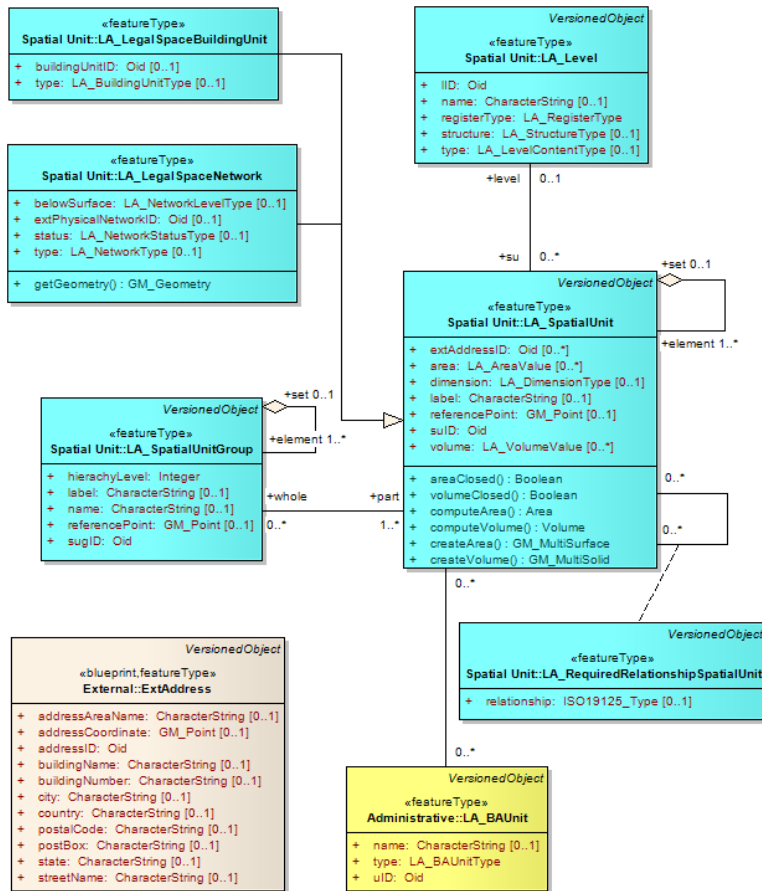 «featureType»
Spatial Unit::LA_LegalSpaceBuildingUnit
+ buildingUnitID: Oid [0..1]
+ type: LA_BuildingUnitType [0..1]
VersionedObject
«featureType»
Spatial Unit::LA_Level
+ lID: Oid
+ name: CharacterString [0..1]
+ registerType: LA_RegisterType
+ structure: LA_StructureType [0..1]
+ type: LA_LevelContentType [0..1]
«featureType»
Spatial Unit::LA_LegalSpaceNetwork
+ belowSurface: LA_NetworkLevelType [0..1]
+ extPhysicalNetworkID: Oid [0..1]
+ status: LA_NetworkStatusType [0..1]
+ type: LA_NetworkType [0..1]
+ getGeometry() : GM_Geometry
+level 0..1
+su 0..*
VersionedObject
«featureType»
Spatial Unit::LA_SpatialUnit
+ extAddressID: Oid [0..*]
+ area: LA_AreaValue [0..*]
+ dimension: LA_DimensionType [0..1]
+ label: CharacterString [0..1]
+ referencePoint: GM_Point [0..1]
+ suID: Oid
+ volume: LA_VolumeValue [0..*]
+ areaClosed() : Boolean
+ volumeClosed() : Boolean
+ computeArea() : Area
+ computeVolume() : Volume
+ createArea() : GM_MultiSurface
+ createVolume() : GM_MultiSolid
+set 0..1
+element 1..*
0..*
0..*
VersionedObject
«featureType»
Spatial Unit::LA_SpatialUnitGroup
+ hierachyLevel: Integer
+ label: CharacterString [0..1]
+ name: CharacterString [0..1]
+ referencePoint: GM_Point [0..1]
+ sugID: Oid
+set 0..1
+element 1..*
+whole
0..*
+part
1..*
0..*
0..*
VersionedObject
«featureType»
Spatial Unit::LA_RequiredRelationshipSpatialUnit
+ relationship: ISO19125_Type [0..1]
VersionedObject
«blueprint,featureType»
External::ExtAddress
+ addressAreaName: CharacterString [0..1]
+ addressCoordinate: GM_Point [0..1]
+ addressID: Oid
+ buildingName: CharacterString [0..1]
+ buildingNumber: CharacterString [0..1]
+ city: CharacterString [0..1]
+ country: CharacterString [0..1]
+ postalCode: CharacterString [0..1]
+ postBox: CharacterString [0..1]
+ state: CharacterString [0..1]
+ streetName: CharacterString [0..1]
VersionedObject
«featureType»
Administrative::LA_BAUnit
+ name: CharacterString [0..1]
+ type: LA_BAUnitType
+ uID: Oid